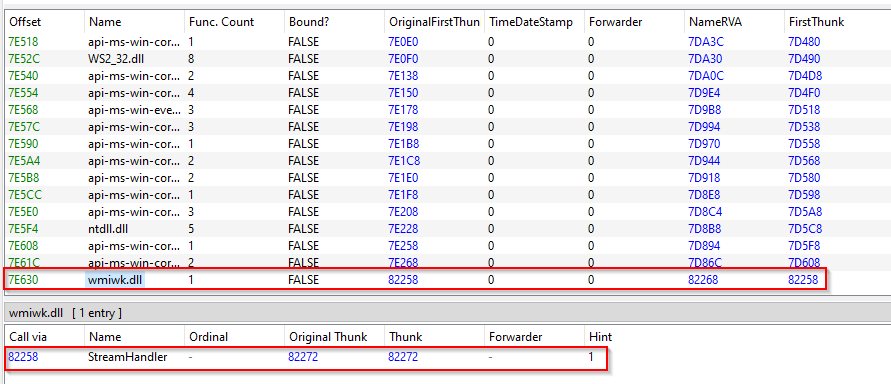 Offset Name Func. Count Bound? OriginalFirstThun TimeDateStamp Forwarder NameRVA FirstThunk
7E518 api-ms-win-cor... 1 FALSE 7E0E0 0 0 7DA3C 7D480
7E52C WS2_32.dll 8 FALSE 7E0F0 0 0 7DA30 7D490
7E540 api-ms-win-cor... 2 FALSE 7E138 0 0 7DA0C 7D4D8
7E554 api-ms-win-cor... 4 FALSE 7E150 0 0 7D9E4 7D4F0
7E568 api-ms-win-eve... 3 FALSE 7E178 0 0 7D9B8 7D518
7E57C api-ms-win-cor... 3 FALSE 7E198 0 0 7D994 7D538
7E590 api-ms-win-cor... 1 FALSE 7E1B8 0 0 7D970 7D558
7E5A4 api-ms-win-cor... 2 FALSE 7E1C8 0 0 7D944 7D568
7E5B8 api-ms-win-cor... 2 FALSE 7E1E0 0 0 7D918 7D580
7E5CC api-ms-win-cor... 1 FALSE 7E1F8 0 0 7D8E8 7D598
7E5E0 api-ms-win-cor... 3 FALSE 7E208 0 0 7D8C4 7D5A8
7E5F4 ntdll.dll 5 FALSE 7E228 0 0 7D8B8 7D5C8
7E608 api-ms-win-cor... 1 FALSE 7E258 0 0 7D894 7D5F8
7E61C api-ms-win-cor... 2 FALSE 7E268 0 0 7D86C 7D608
7E630 wmiwk.dll 1 FALSE 82258 0 0 82268 82258
wmiwk.dll [ 1 entry ]
Call via Name Ordinal Original Thunk Thunk Forwarder Hint
82258 StreamHandler - 82272 82272 - 1